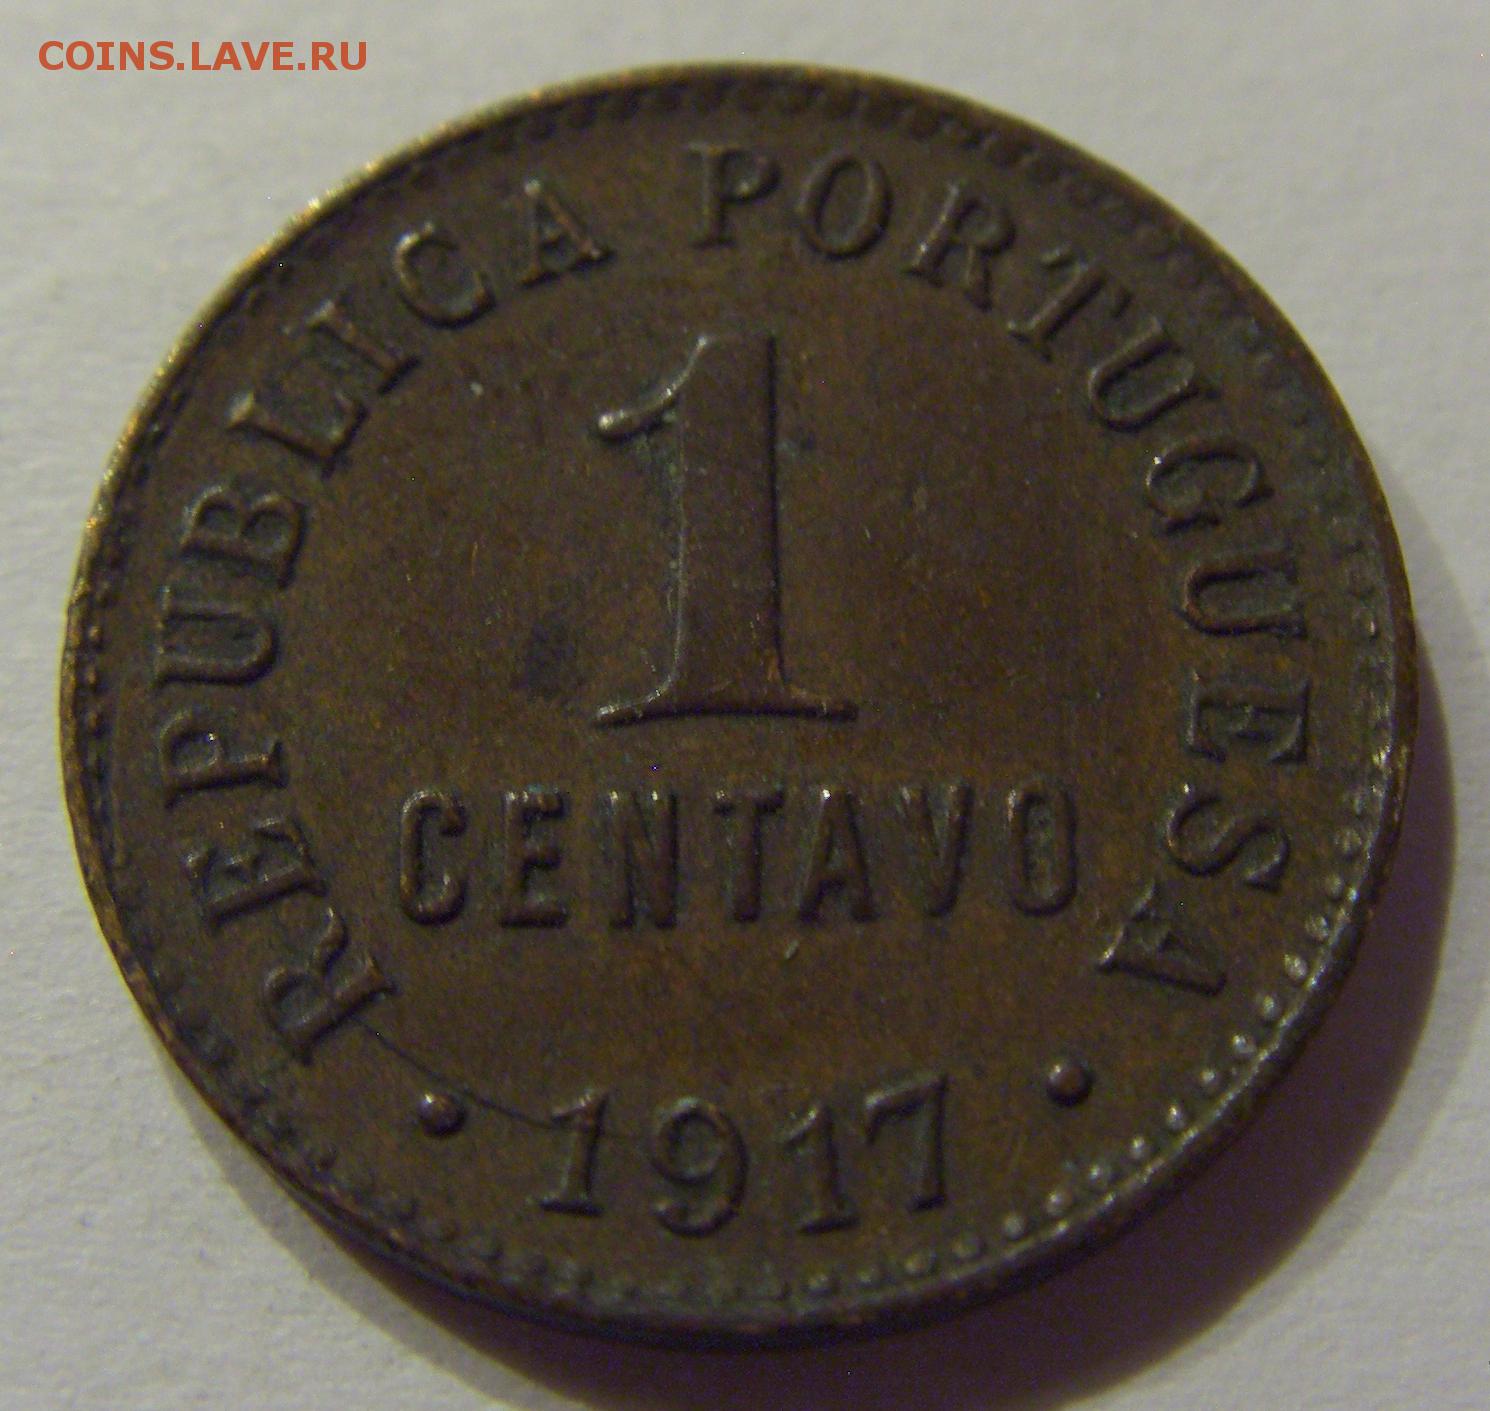 COINS.LAVE.RU
REPUBLICA PORTUGUESA
1
CENTAVO
· 1917 ·